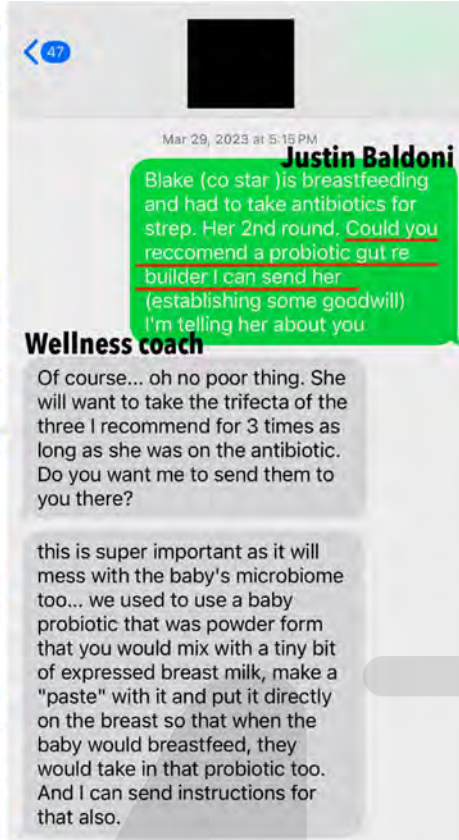 47
Mar 29, 2023 at 5:15 PM
Justin Baldoni
Blake (co star )is breastfeeding
and had to take antibiotics for
strep. Her 2nd round. Could you
reccomend a probiotic gut re
builder I can send her
(establishing some goodwill)
I'm telling her about you
Wellness coach
Of course... oh no poor thing. She
will want to take the trifecta of the
three I recommend for 3 times as
long as she was on the antibiotic.
Do you want me to send them to
you there?
this is super important as it will
mess with the baby's microbiome
too... we used to use a baby
probiotic that was powder form
that you would mix with a tiny bit
of expressed breast milk, make a
"paste" with it and put it directly
on the breast so that when the
baby would breastfeed, they
would take in that probiotic too.
And I can send instructions for
that also.